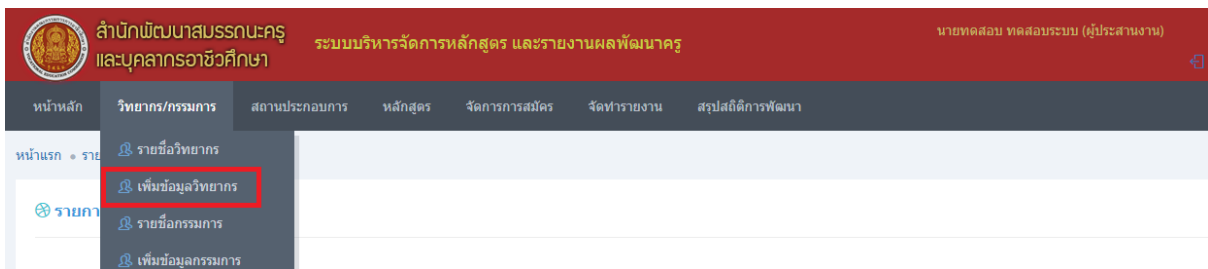 สำนักพัฒนาสมรรถนะครู
และบุคลากรอาชีวศึกษา
ระบบบริหารจัดการหลักสูตร และรายงานผลพัฒนาครู
นายทดสอบ ทดสอบระบบ (ผู้ประสานงาน)
หน้าหลัก วิทยากร/กรรมการ สถานประกอบการ หลักสูตร จัดการการสมัคร จัดทำรายงาน สรุปสถิติการพัฒนา
หน้าแรก ราย
รายชื่อวิทยากร
เพิ่มข้อมูลวิทยากร
รายกา
รายชื่อกรรมการ
เพิ่มข้อมูลกรรมการ